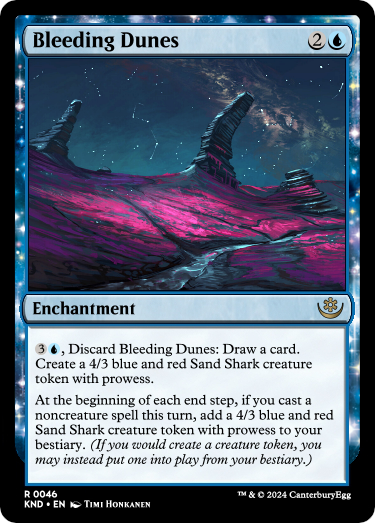 Bleeding Dunes 2
Enchantment
3, Discard Bleeding Dunes: Draw a card.
Create a 4/3 blue and red Sand Shark creature
token with prowess.
At the beginning of each end step, if you cast a
noncreature spell this turn, add a 4/3 blue and red
Sand Shark creature token with prowess to your
bestiary. (If you would create a creature token, you
may instead put one into play from your bestiary.)
R 0046
KND • EN Timi Honkanen
™ & © 2024 CanterburyEgg